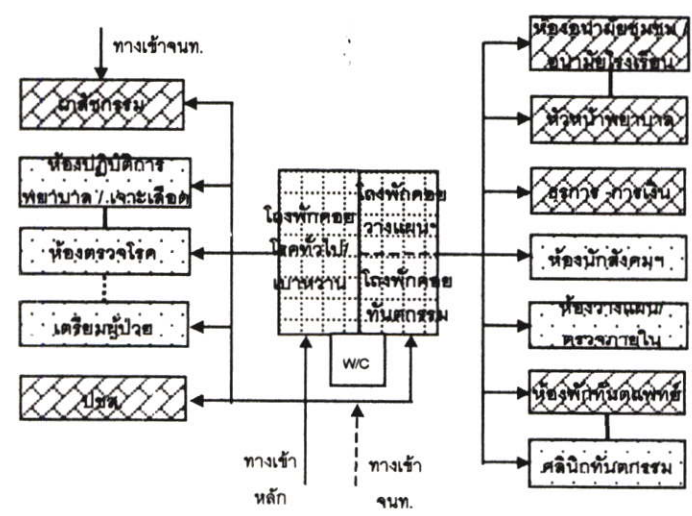 ทางเข้าจนท.
เภสัชกรรม
ห้องปฏิบัติการ
พยาบาล / เจาะเลือด
ห้องตรวจโรค
เตรียมผู้ป่วย
ปชส.
โถงพักคอย
โรคทั่วไป/
เบาหวาน
โถงพักคอย
วางแผนฯ
โถงพักคอย
ทันตกรรม
W/C
ทางเข้า
หลัก
ทางเข้า
จนท.
ห้องอนามัยชุมชน /
อนามัยโรงเรียน
หัวหน้าพยาบาล
ธุรการ -การเงิน
ห้องนักสังคมฯ
ห้องวางแผน/
ตรวจภายใน
ห้องพักทันตแพทย์
คลินิกทันตกรรม